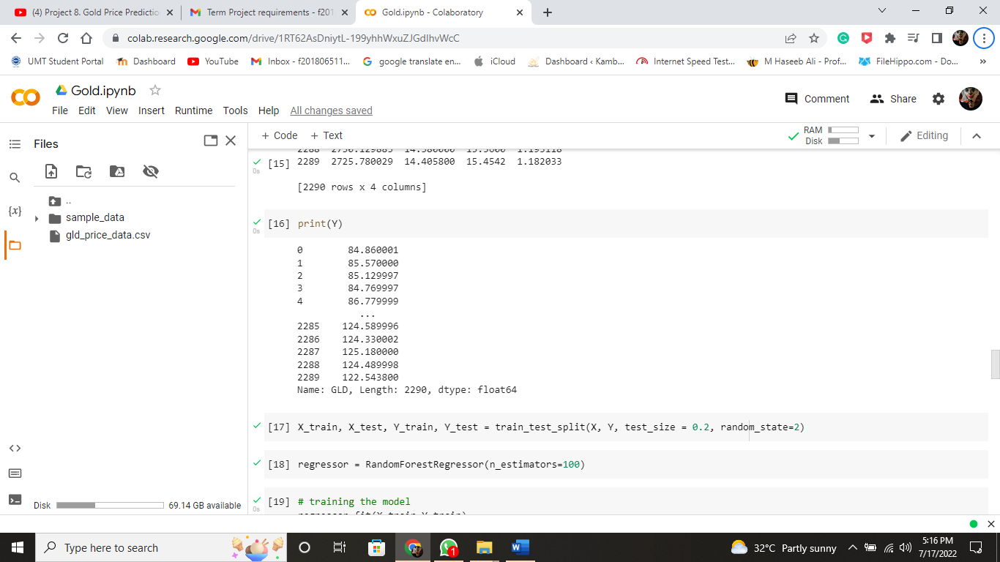 (4) Project 8. Gold Price Predictio
Term Project requirements - f201
Gold.ipynb - Colaboratory
colab.research.google.com/drive/1RT62AsDniytL-199yhhWxuZJGdIhvWcC
UMT Student Portal
Dashboard
YouTube
Inbox - f201806511...
google translate en...
iCloud
Dashboard ‹ Kamb...
Internet Speed Test...
M Haseeb Ali - Prof...
FileHippo.com - Do...
»
Gold.ipynb
Comment
Share
File Edit View Insert Runtime Tools Help All changes saved
Files
+ Code + Text
RAM
Disk
Editing
..
sample_data
gld_price_data.csv
Disk 69.14 GB available
2288 2730.129883 14.380000 15.5600 1.195118
[15] 2289 2725.780029 14.405800 15.4542 1.182033
0s
[2290 rows x 4 columns]
[16] print(Y)
0s
0 84.860001
1 85.570000
2 85.129997
3 84.769997
4 86.779999
...
2285 124.589996
2286 124.330002
2287 125.180000
2288 124.489998
2289 122.543800
Name: GLD, Length: 2290, dtype: float64
[17] X_train, X_test, Y_train, Y_test = train_test_split(X, Y, test_size = 0.2, random_state=2)
[18] regressor = RandomForestRegressor(n_estimators=100)
[19] # training the model
0s
regressor.fit(X_train,Y_train)
Type here to search
1
32°C Partly sunny
5:16 PM
7/17/2022